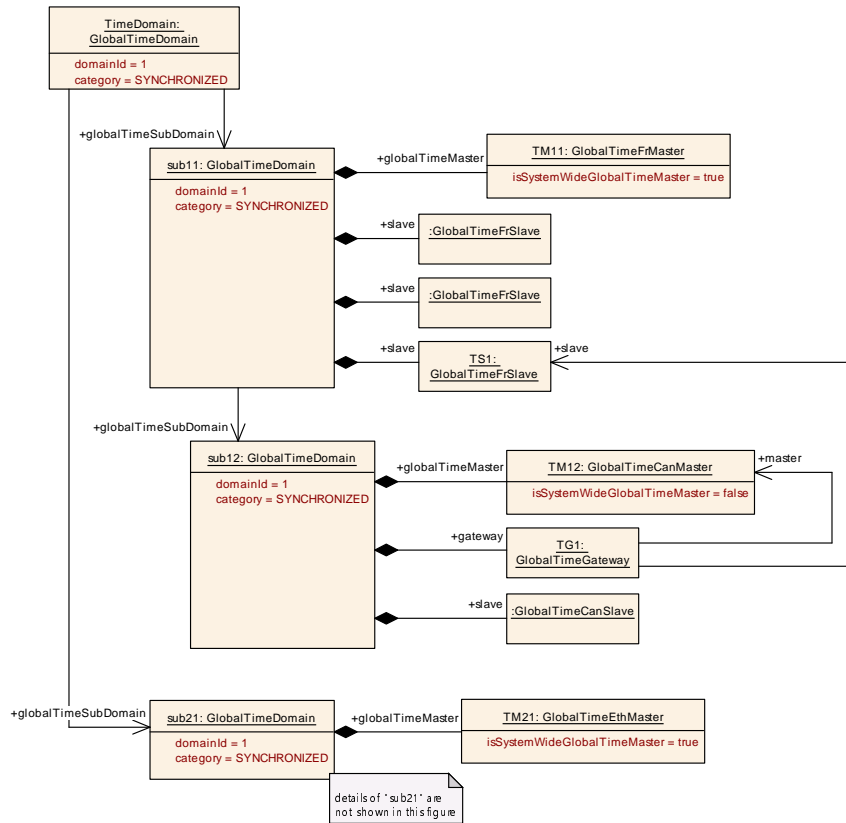 TimeDomain:
GlobalTimeDomain
domainId = 1
category = SYNCHRONIZED
+globalTimeSubDomain
sub11: GlobalTimeDomain
domainId = 1
category = SYNCHRONIZED
+globalTimeMaster
TM11: GlobalTimeFrMaster
isSystemWideGlobalTimeMaster = true
+slave
:GlobalTimeFrSlave
+slave
:GlobalTimeFrSlave
+slave
TS1:
GlobalTimeFrSlave
+slave
+globalTimeSubDomain
sub12: GlobalTimeDomain
domainId = 1
category = SYNCHRONIZED
+globalTimeMaster
TM12: GlobalTimeCanMaster
isSystemWideGlobalTimeMaster = false
+master
+gateway
TG1:
GlobalTimeGateway
+slave
:GlobalTimeCanSlave
+globalTimeSubDomain
sub21: GlobalTimeDomain
domainId = 1
category = SYNCHRONIZED
+globalTimeMaster
TM21: GlobalTimeEthMaster
isSystemWideGlobalTimeMaster = true
details of "sub21" are
not shown in this figure